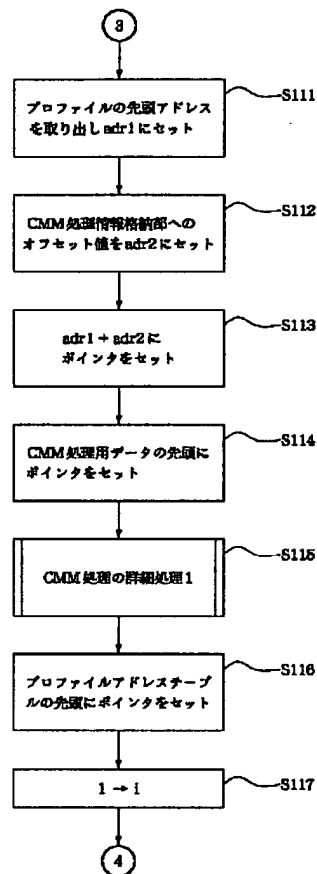 3
プロファイルの先頭アドレス
を取り出しadr1にセット
S111
CMM処理情報格納部への
オフセット値をadr2にセット
S112
adr1+adr2に
ポインタをセット
S113
CMM処理用データの先頭に
ポインタをセット
S114
CMM処理の詳細処理1
S115
プロファイルアドレステーブ
ルの先頭にポインタをセット
S116
1→i
S117
4